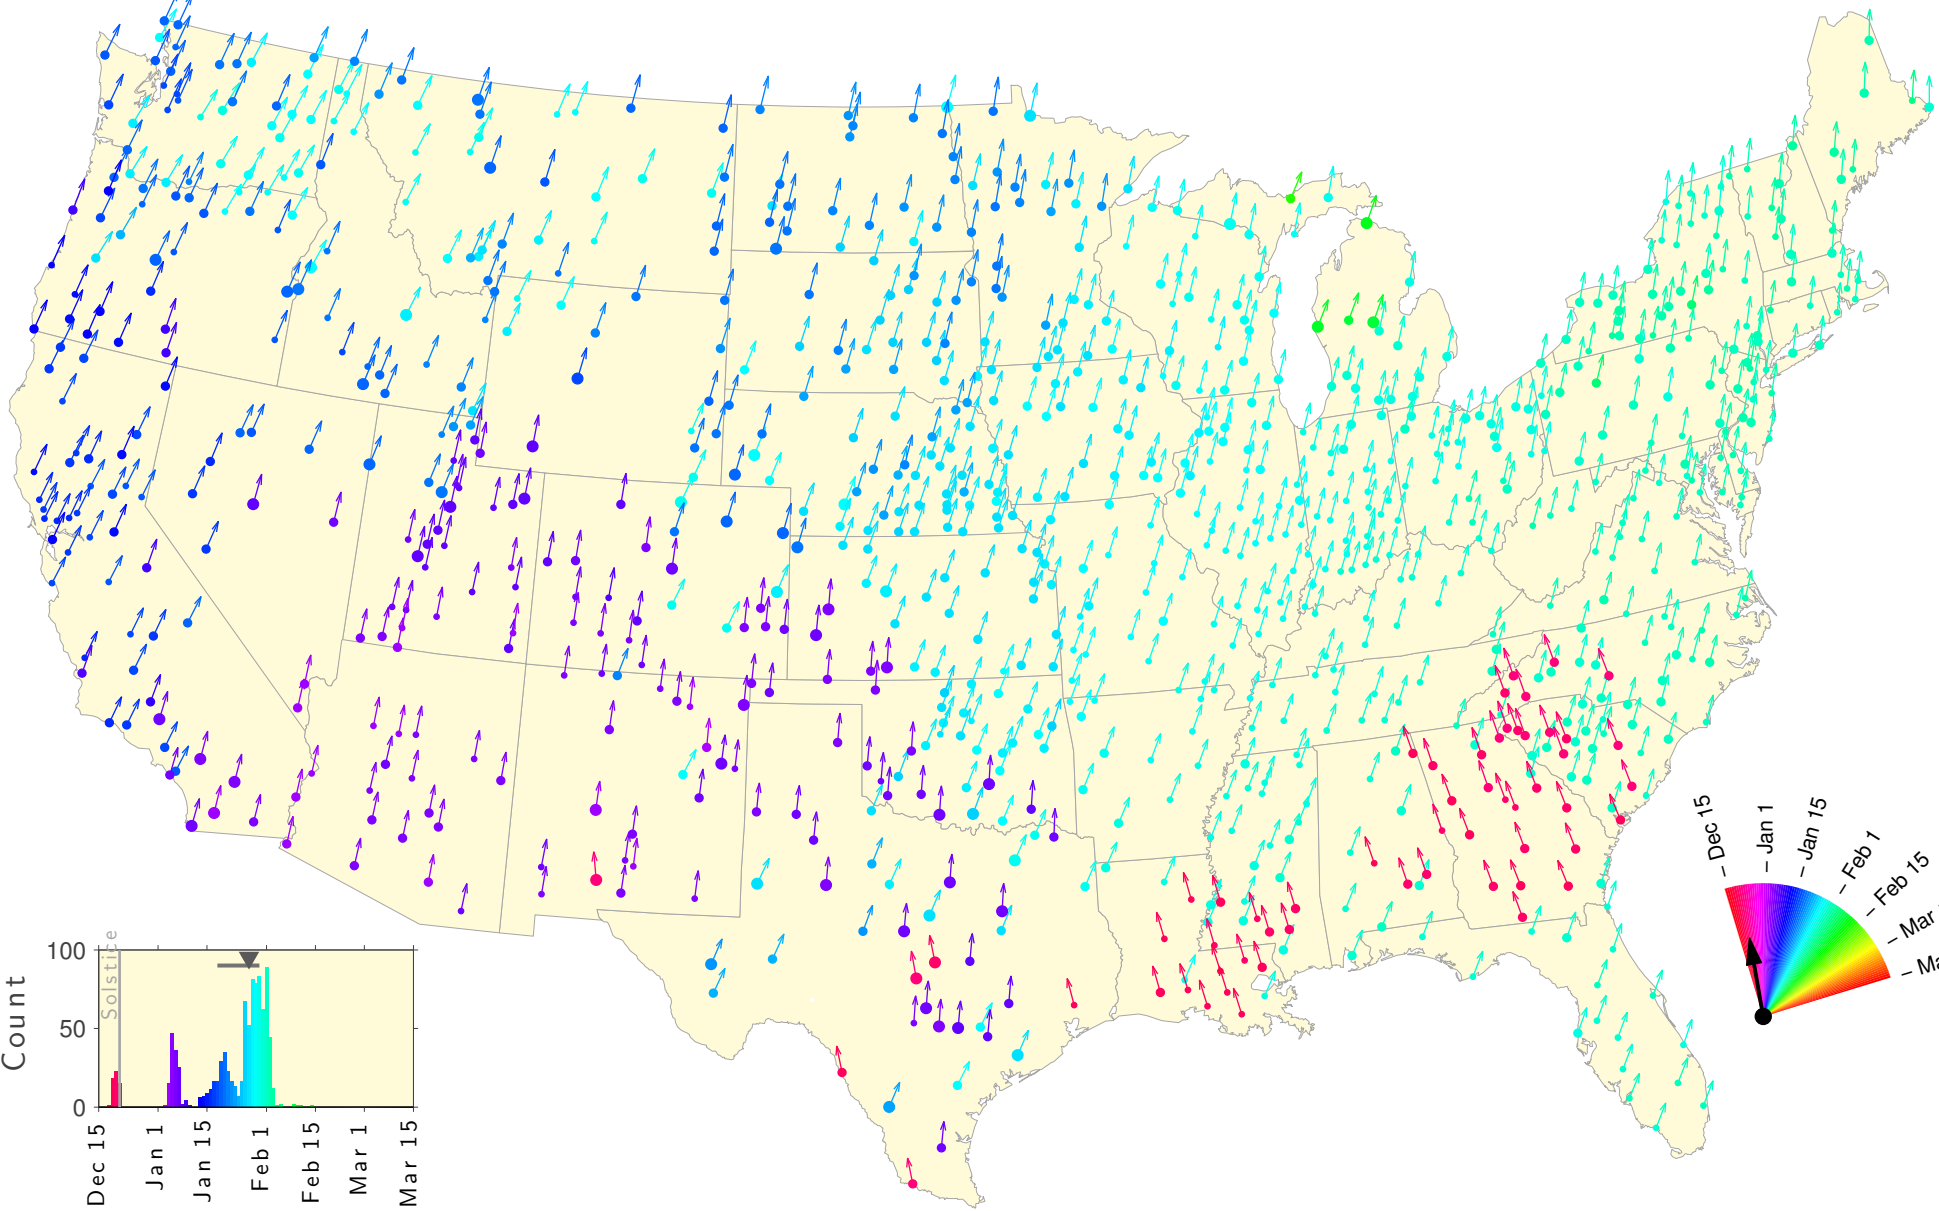 Count
100
50
0
Solstice
Dec 15
Jan 1
Jan 15
Feb 1
Feb 15
Mar 1
Mar 15
– Dec 15
– Jan 1
– Jan 15
– Feb 1
– Feb 15
– Mar
– Ma